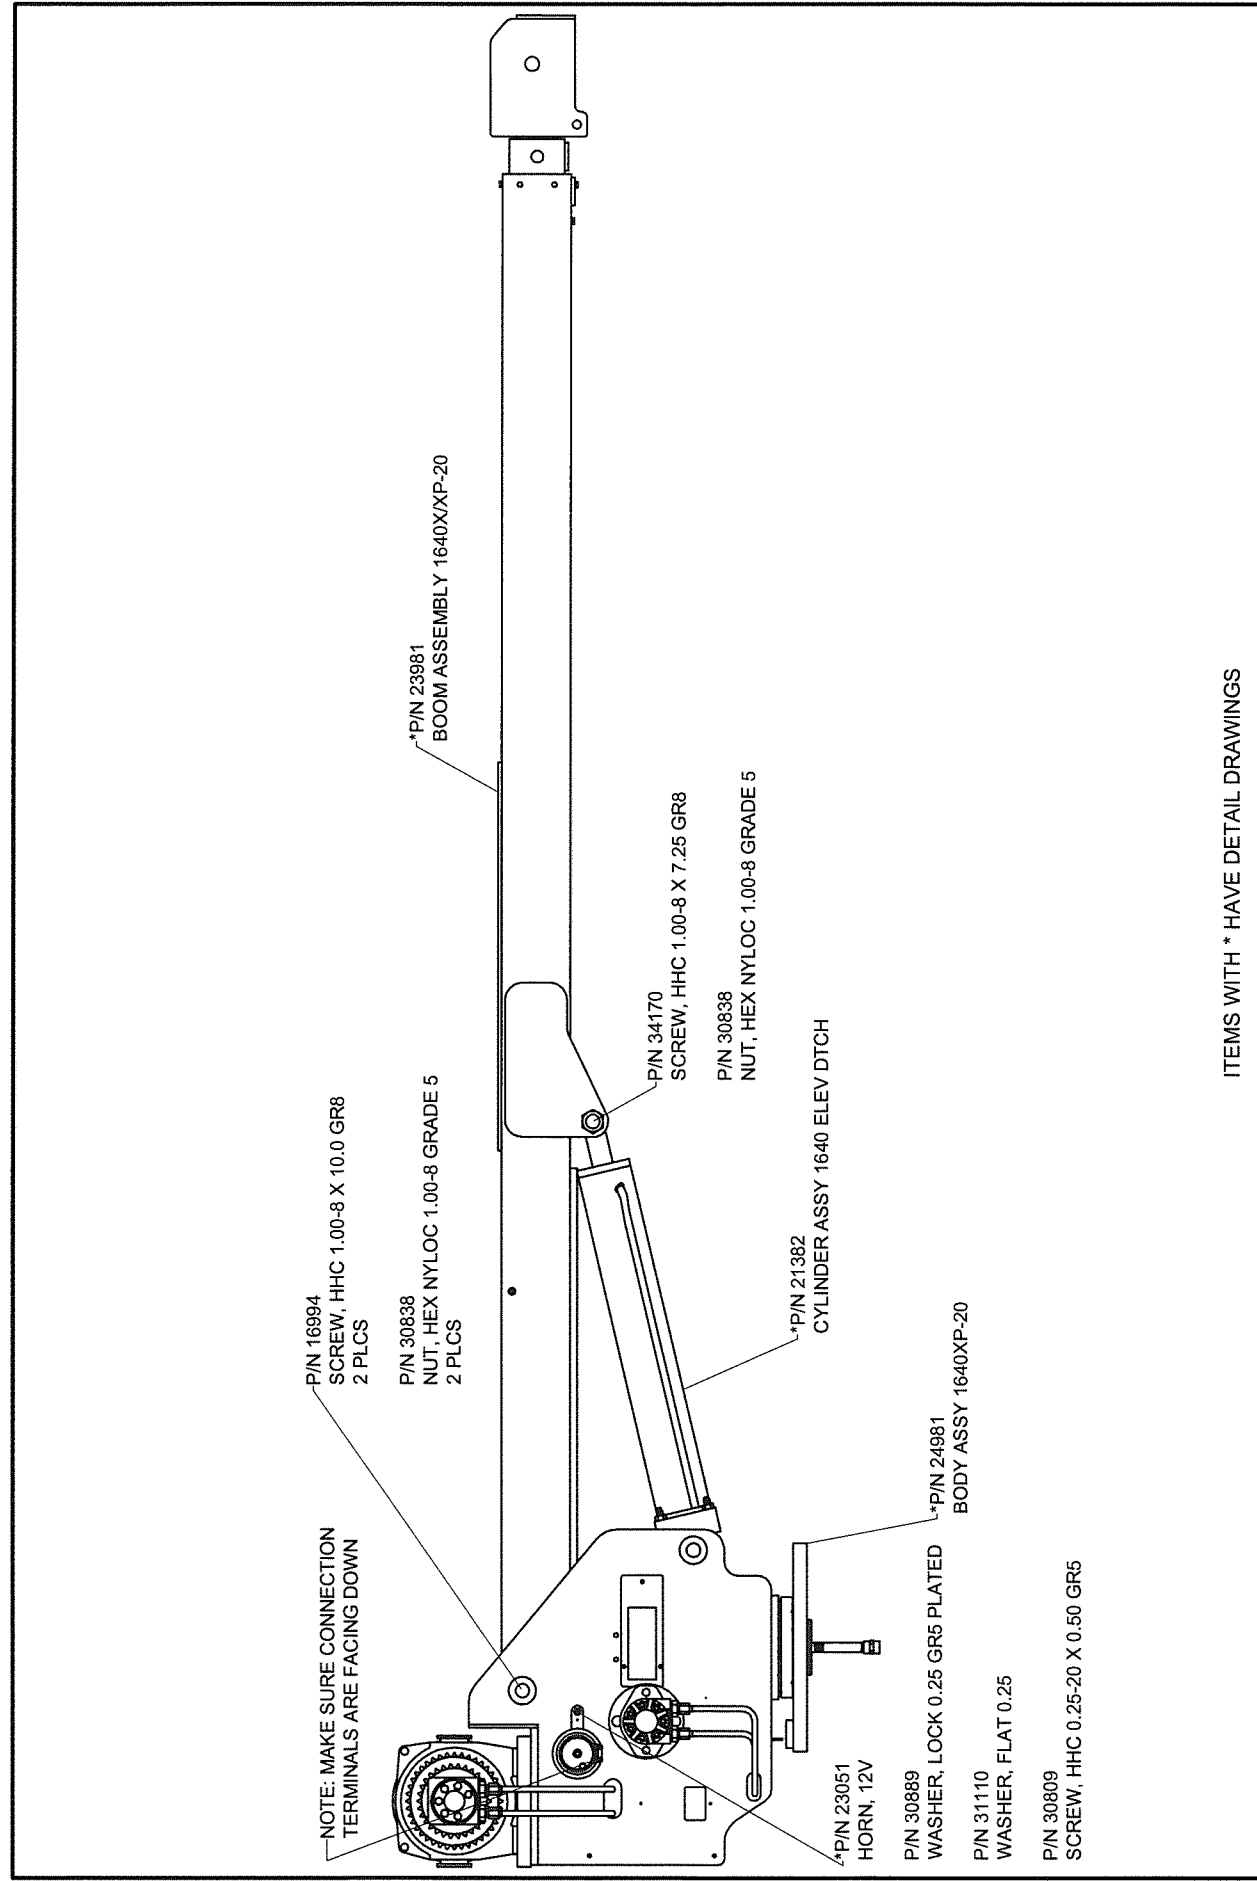 NOTE: MAKE SURE CONNECTION
TERMINALS ARE FACING DOWN
P/N 16994
SCREW, HHC 1.00-8 X 10.0 GR8
2 PLCS
P/N 30838
NUT, HEX NYLOC 1.00-8 GRADE 5
2 PLCS
*P/N 23981
BOOM ASSEMBLY 1640X/XP-20
P/N 34170
SCREW, HHC 1.00-8 X 7.25 GR8
P/N 30838
NUT, HEX NYLOC 1.00-8 GRADE 5
*P/N 21382
CYLINDER ASSY 1640 ELEV DTCH
*P/N 24981
BODY ASSY 1640XP-20
*P/N 23051
HORN, 12V
P/N 30889
WASHER, LOCK 0.25 GR5 PLATED
P/N 31110
WASHER, FLAT 0.25
P/N 30809
SCREW, HHC 0.25-20 X 0.50 GR5
ITEMS WITH * HAVE DETAIL DRAWINGS